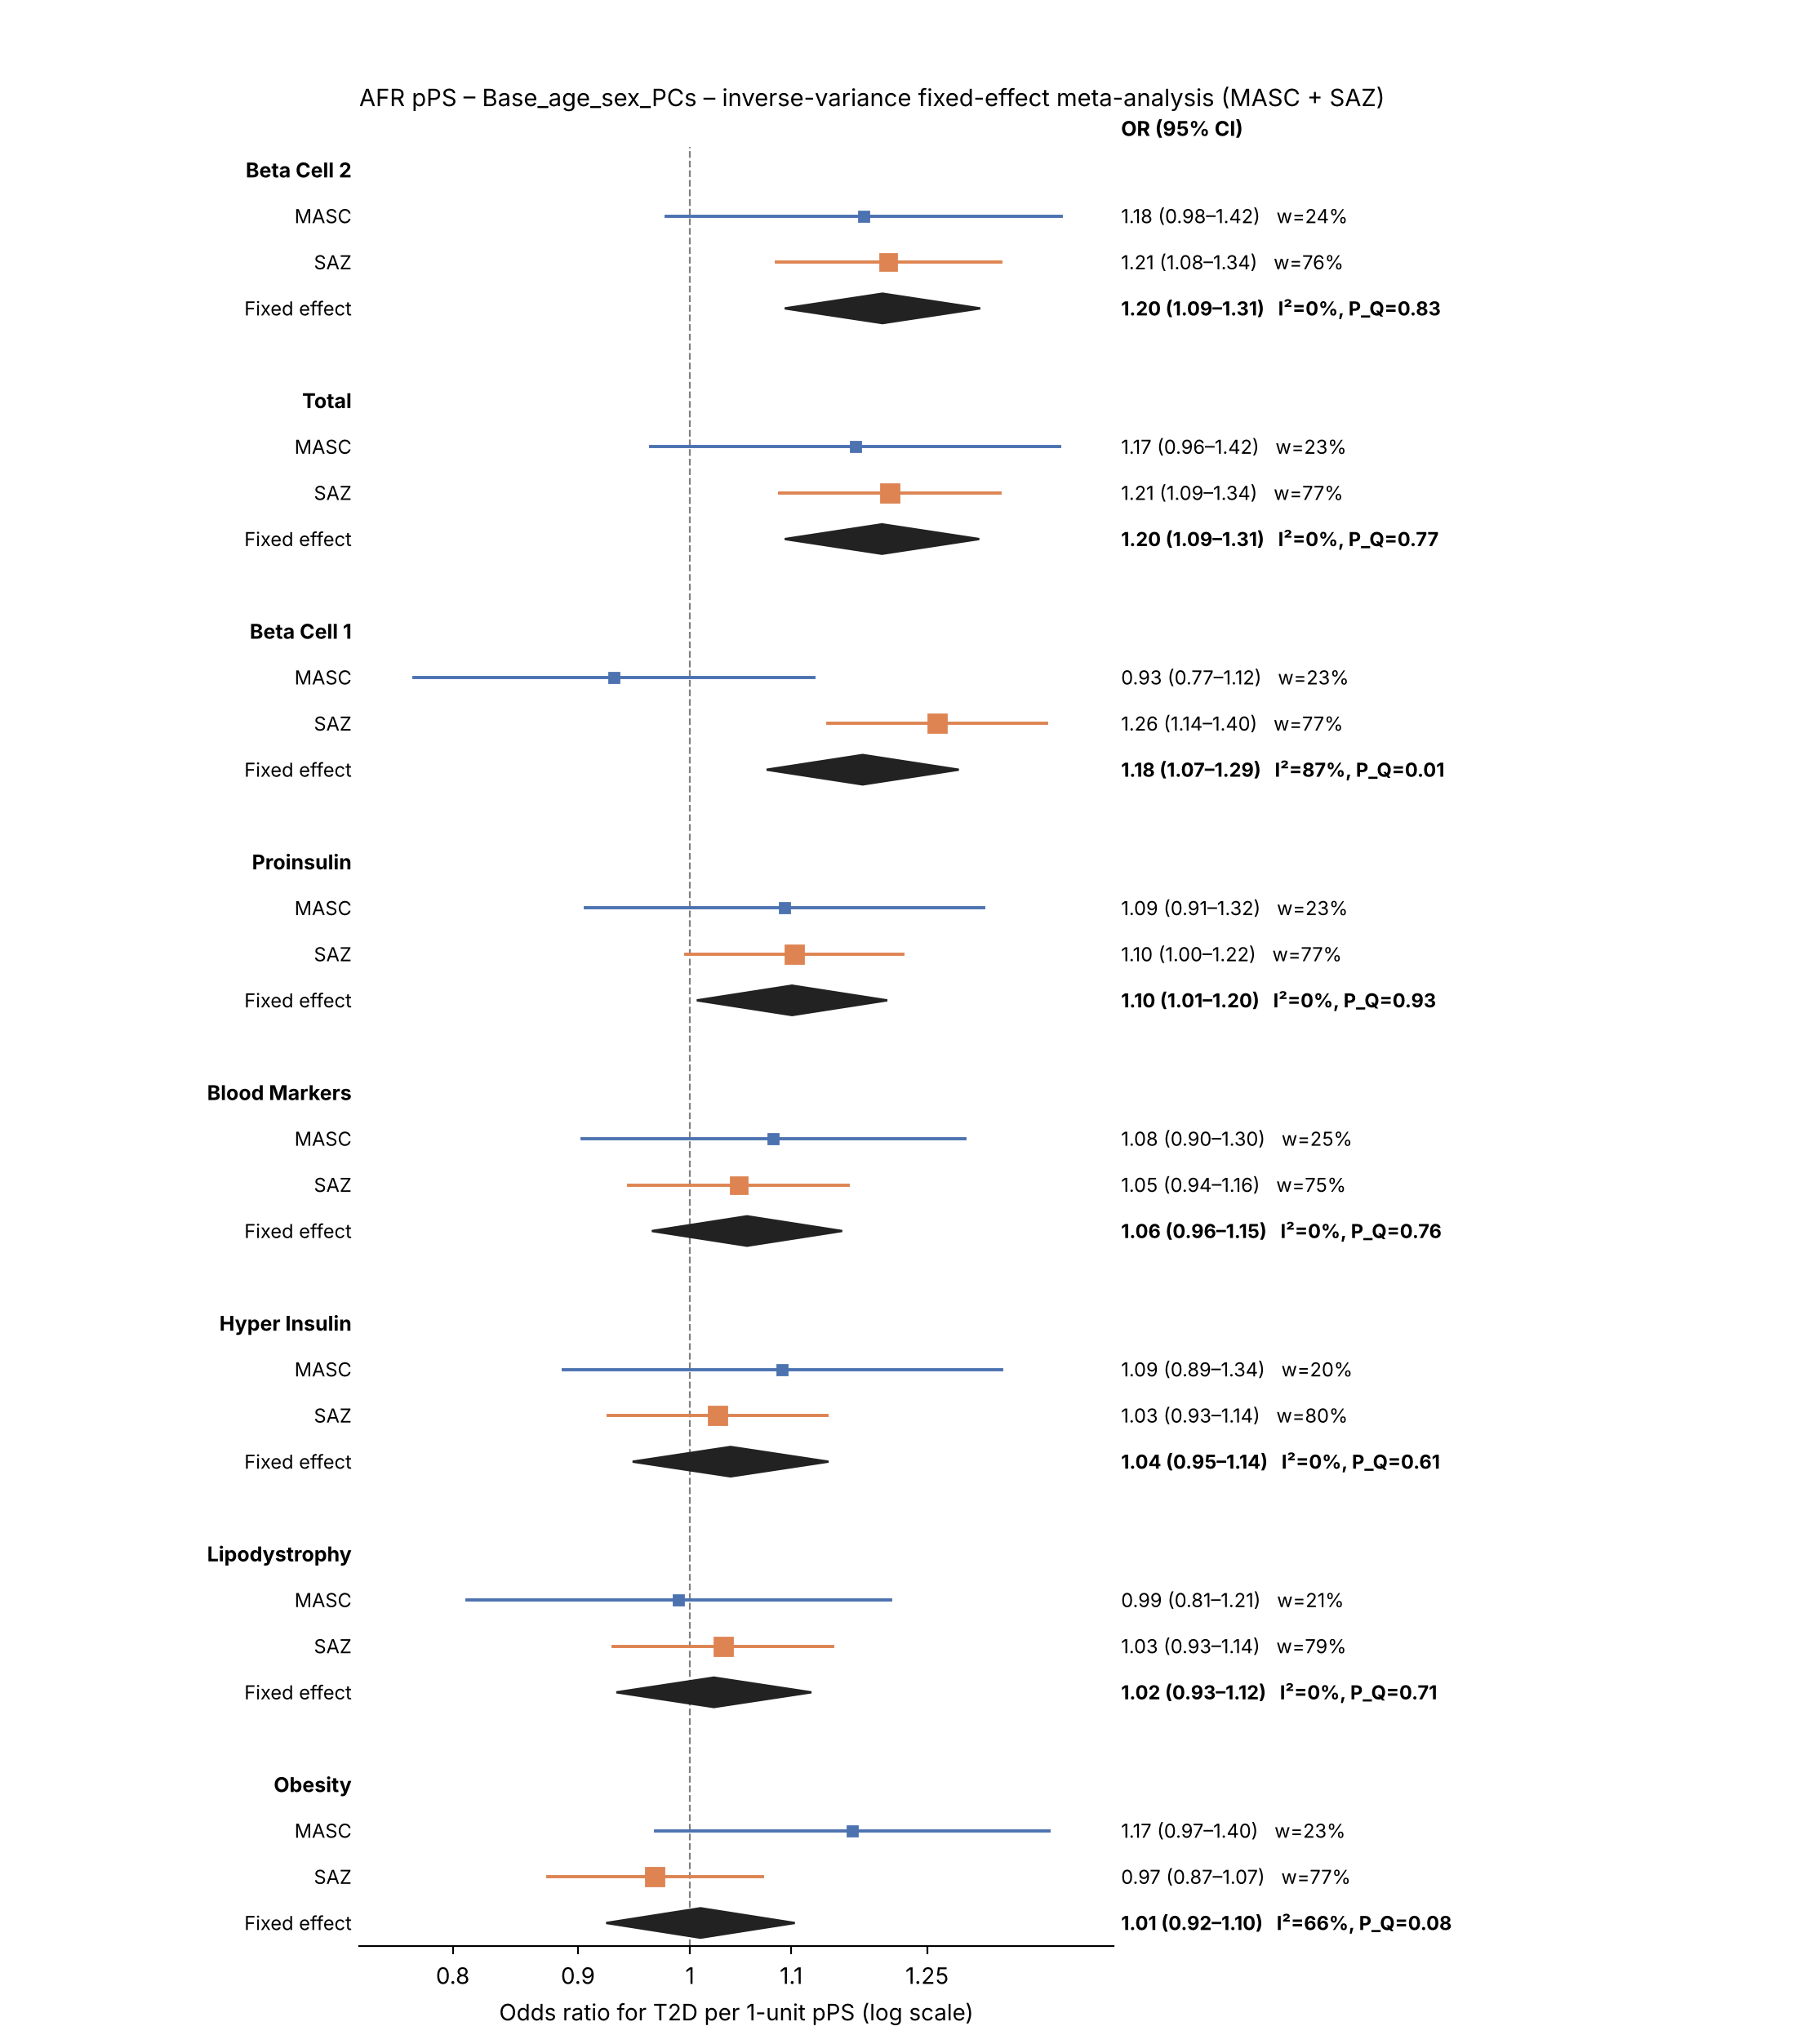 AFR pPS – Base_age_sex_PCs – inverse-variance fixed-effect meta-analysis (MASC + SAZ)
OR (95% CI)
Beta Cell 2
MASC 1.18 (0.98–1.42) w=24%
SAZ 1.21 (1.08–1.34) w=76%
Fixed effect 1.20 (1.09–1.31) I²=0%, P_Q=0.83
Total
MASC 1.17 (0.96–1.42) w=23%
SAZ 1.21 (1.09–1.34) w=77%
Fixed effect 1.20 (1.09–1.31) I²=0%, P_Q=0.77
Beta Cell 1
MASC 0.93 (0.77–1.12) w=23%
SAZ 1.26 (1.14–1.40) w=77%
Fixed effect 1.18 (1.07–1.29) I²=87%, P_Q=0.01
Proinsulin
MASC 1.09 (0.91–1.32) w=23%
SAZ 1.10 (1.00–1.22) w=77%
Fixed effect 1.10 (1.01–1.20) I²=0%, P_Q=0.93
Blood Markers
MASC 1.08 (0.90–1.30) w=25%
SAZ 1.05 (0.94–1.16) w=75%
Fixed effect 1.06 (0.96–1.15) I²=0%, P_Q=0.76
Hyper Insulin
MASC 1.09 (0.89–1.34) w=20%
SAZ 1.03 (0.93–1.14) w=80%
Fixed effect 1.04 (0.95–1.14) I²=0%, P_Q=0.61
Lipodystrophy
MASC 0.99 (0.81–1.21) w=21%
SAZ 1.03 (0.93–1.14) w=79%
Fixed effect 1.02 (0.93–1.12) I²=0%, P_Q=0.71
Obesity
MASC 1.17 (0.97–1.40) w=23%
SAZ 0.97 (0.87–1.07) w=77%
Fixed effect 1.01 (0.92–1.10) I²=66%, P_Q=0.08
0.8 0.9 1 1.1 1.25
Odds ratio for T2D per 1-unit pPS (log scale)